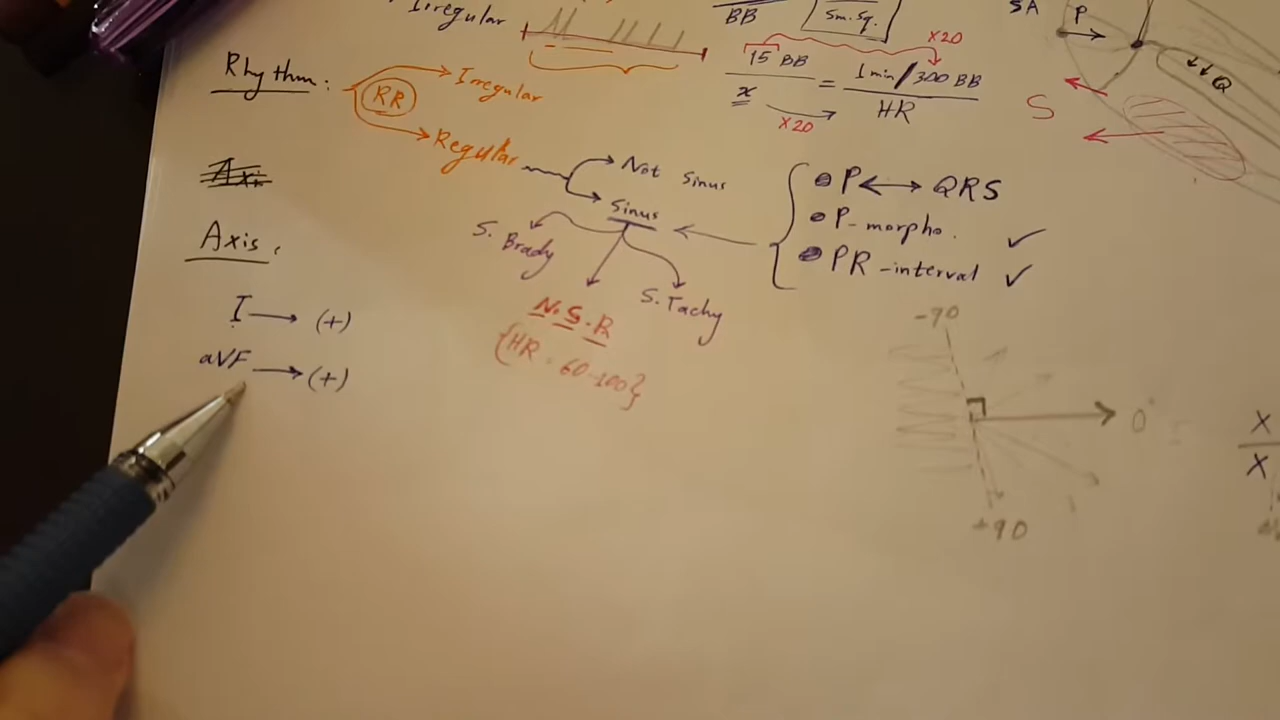 Irregular
BB
Sm.Sq.
SA
P
Q
S
x20
15 BB
x
=
1 min / 300 BB
HR
x20
Rhythm:
RR
Irregular
Regular
Not Sinus
Sinus
S. Brady
N.S.R
{HR = 60-100}
S.Tachy
P ↔ QRS
P-morpho. ✓
PR-interval ✓
Axis:
I → (+)
aVF → (+)
-90
0°
+90
X
X